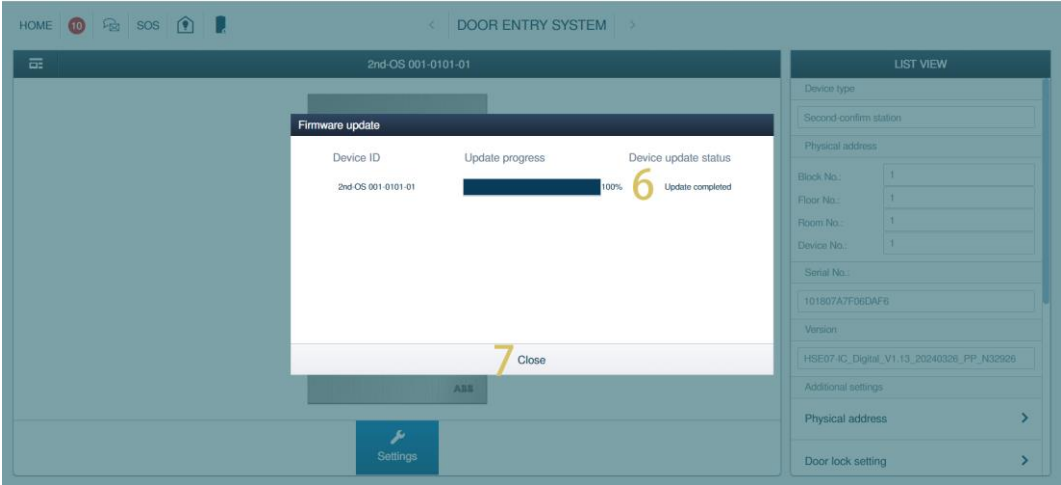 HOME 10 SOS < DOOR ENTRY SYSTEM >
2nd-OS 001-0101-01
LIST VIEW
Device type
Second-confirm station
Physical address
Block No.: 1
Floor No.: 1
Room No.: 1
Device No.: 1
Serial No.:
101807A7F06DAF6
Version
HSE07-IC_Digital_V1.13_20240326_PP_N32926
Additional settings
Physical address >
Door lock setting >
Firmware update
Device ID Update progress Device update status
2nd-OS 001-0101-01 100% 6 Update completed
7 Close
ABB
Settings